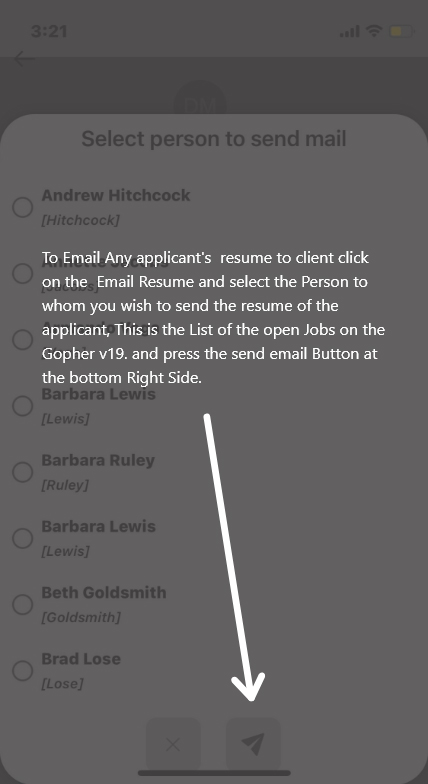 3:21
DM
Select person to send mail
Andrew Hitchcock
[Hitchcock]
To Email Any applicant's resume to client click
on the Email Resume and select the Person to
whom you wish to send the resume of the
applicant, This is the List of the open Jobs on the
Gopher v19. and press the send email Button at
the bottom Right Side.
Barbara Lewis
[Lewis]
Barbara Ruley
[Ruley]
Barbara Lewis
[Lewis]
Beth Goldsmith
[Goldsmith]
Brad Lose
[Lose]